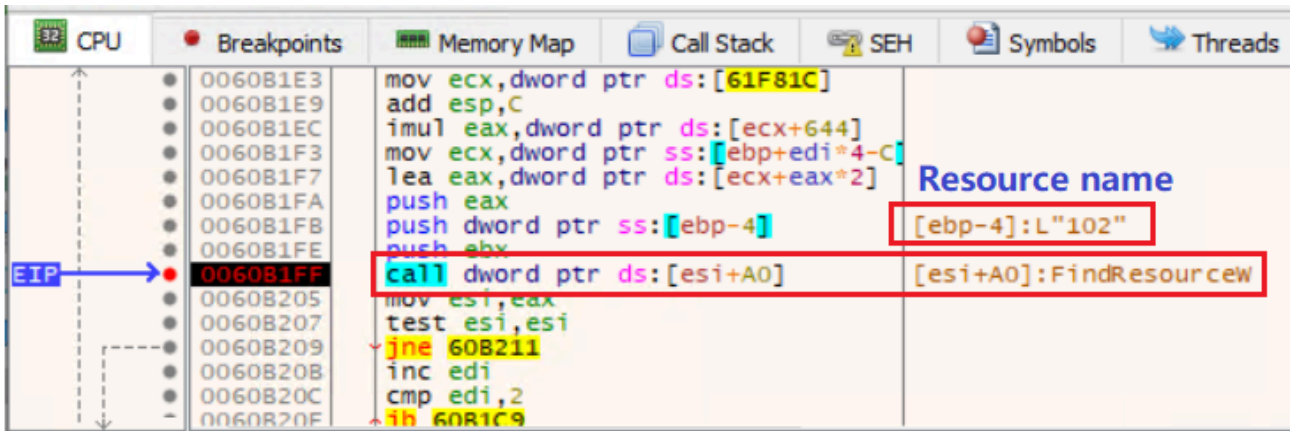 32 CPU Breakpoints Memory Map Call Stack SEH Symbols Threads
0060B1E3 mov ecx,dword ptr ds:[61F81C]
0060B1E9 add esp,C
0060B1EC imul eax,dword ptr ds:[ecx+644]
0060B1F3 mov ecx,dword ptr ss:[ebp+edi*4-C]
0060B1F7 lea eax,dword ptr ds:[ecx+eax*2]
Resource name
0060B1FA push eax
0060B1FB push dword ptr ss:[ebp-4] [ebp-4]:L"102"
0060B1FE push ebx
EIP 0060B1FF call dword ptr ds:[esi+A0] [esi+A0]:FindResourceW
0060B205 mov esi,eax
0060B207 test esi,esi
0060B209 jne 60B211
0060B20B inc edi
0060B20C cmp edi,2
0060B20F jb 60B1C9